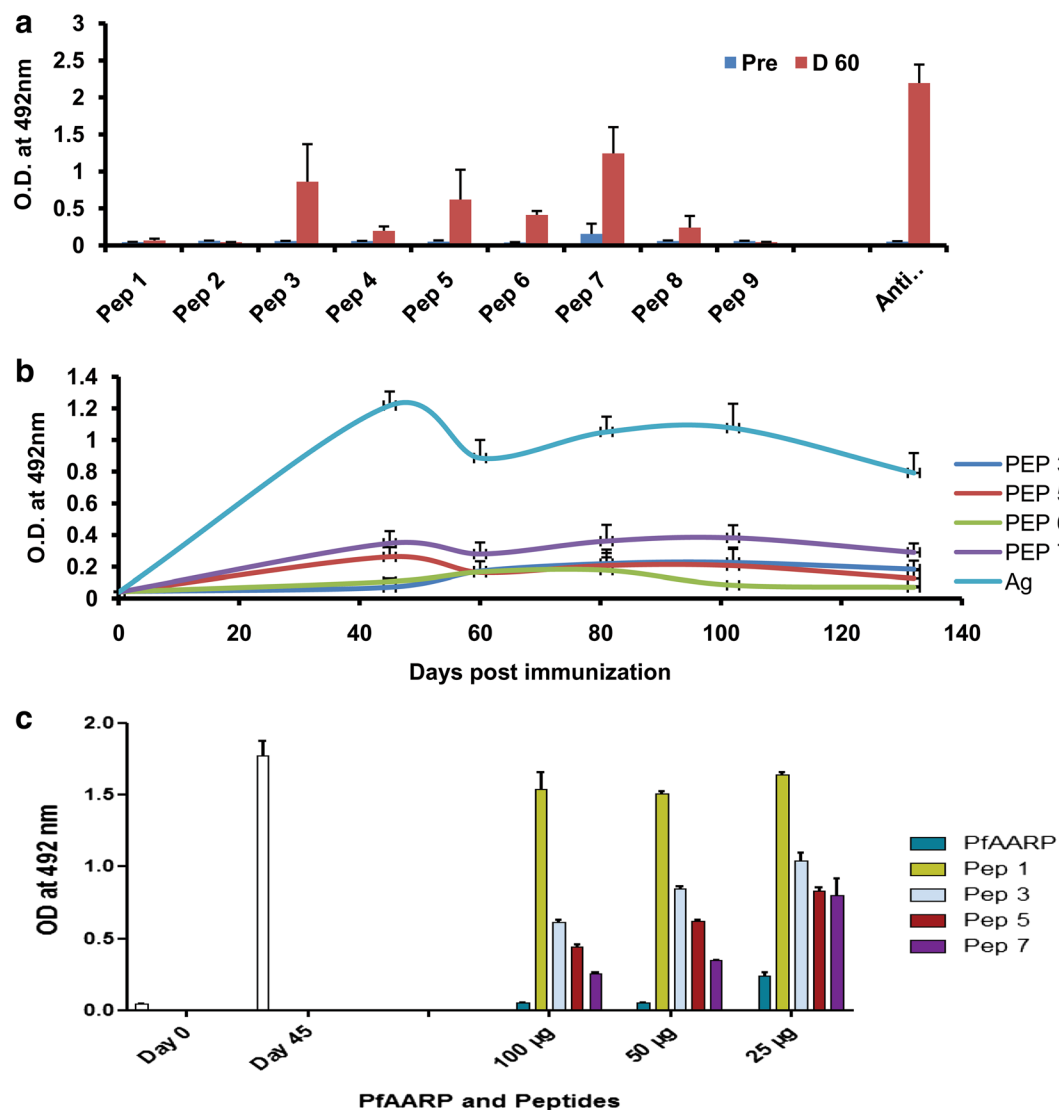 a
3
2.5
2
1.5
1
0.5
0
O.D. at 492nm
Pre D 60
Pep 1 Pep 2 Pep 3 Pep 4 Pep 5 Pep 6 Pep 7 Pep 8 Pep 9 Anti..
b
1.4
1.2
1
0.8
0.6
0.4
0.2
0
O.D. at 492nm
PEP
PEP
PEP
PEP
Ag
0 20 40 60 80 100 120 140
Days post immunization
c
2.0
1.5
1.0
0.5
0.0
OD at 492 nm
PfAARP
Pep 1
Pep 3
Pep 5
Pep 7
Day 0 Day 45 100 µg 50 µg 25 µg
PfAARP and Peptides